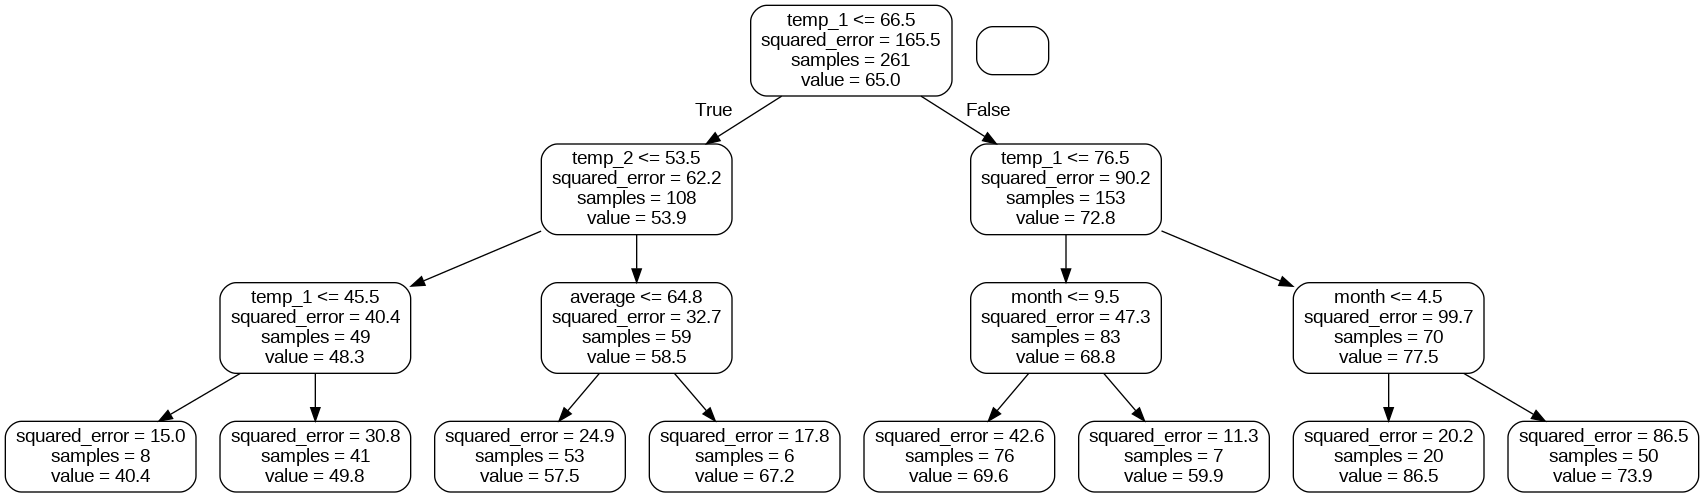 temp_1 <= 66.5
squared_error = 165.5
samples = 261
value = 65.0
True
False
temp_2 <= 53.5
squared_error = 62.2
samples = 108
value = 53.9
temp_1 <= 76.5
squared_error = 90.2
samples = 153
value = 72.8
temp_1 <= 45.5
squared_error = 40.4
samples = 49
value = 48.3
average <= 64.8
squared_error = 32.7
samples = 59
value = 58.5
month <= 9.5
squared_error = 47.3
samples = 83
value = 68.8
month <= 4.5
squared_error = 99.7
samples = 70
value = 77.5
squared_error = 15.0
samples = 8
value = 40.4
squared_error = 30.8
samples = 41
value = 49.8
squared_error = 24.9
samples = 53
value = 57.5
squared_error = 17.8
samples = 6
value = 67.2
squared_error = 42.6
samples = 76
value = 69.6
squared_error = 11.3
samples = 7
value = 59.9
squared_error = 20.2
samples = 20
value = 86.5
squared_error = 86.5
samples = 50
value = 73.9